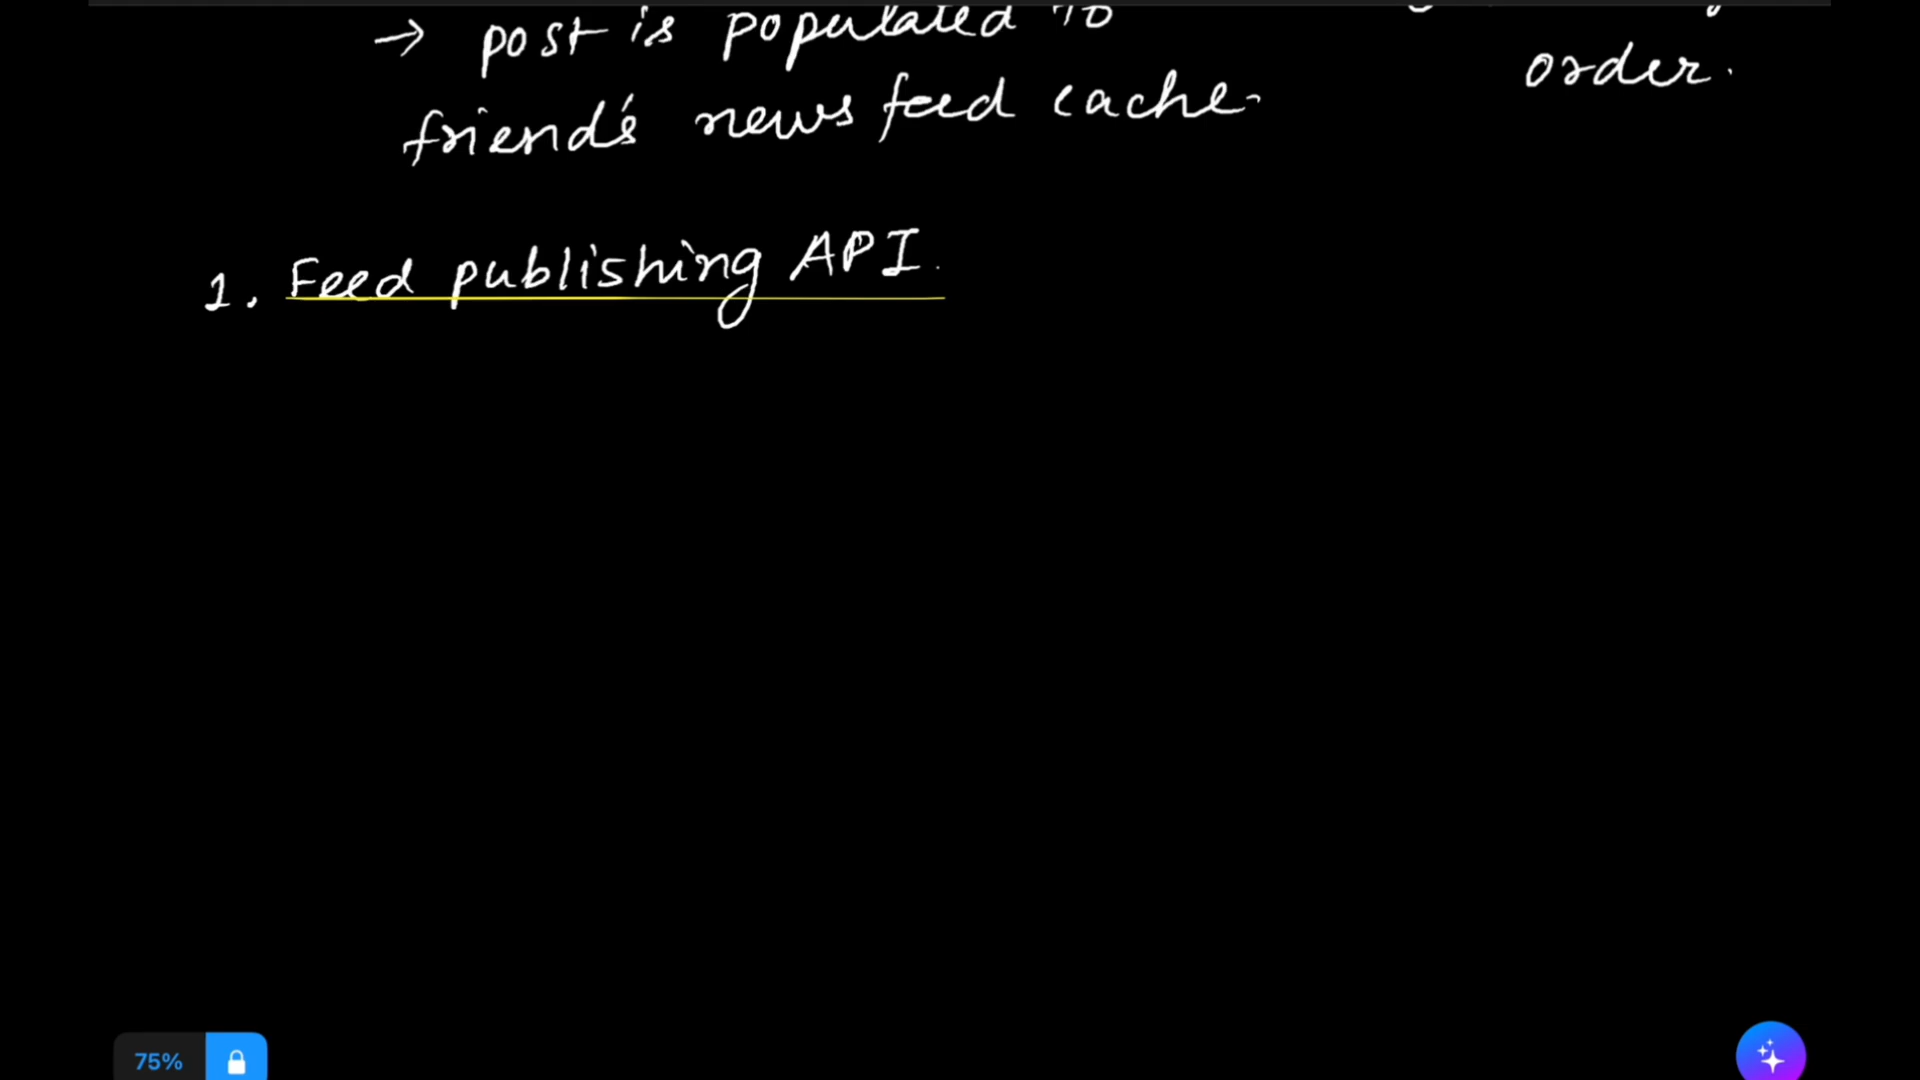 → post is populated to
friend's news feed cache.
order.
1. Feed publishing API.
75%